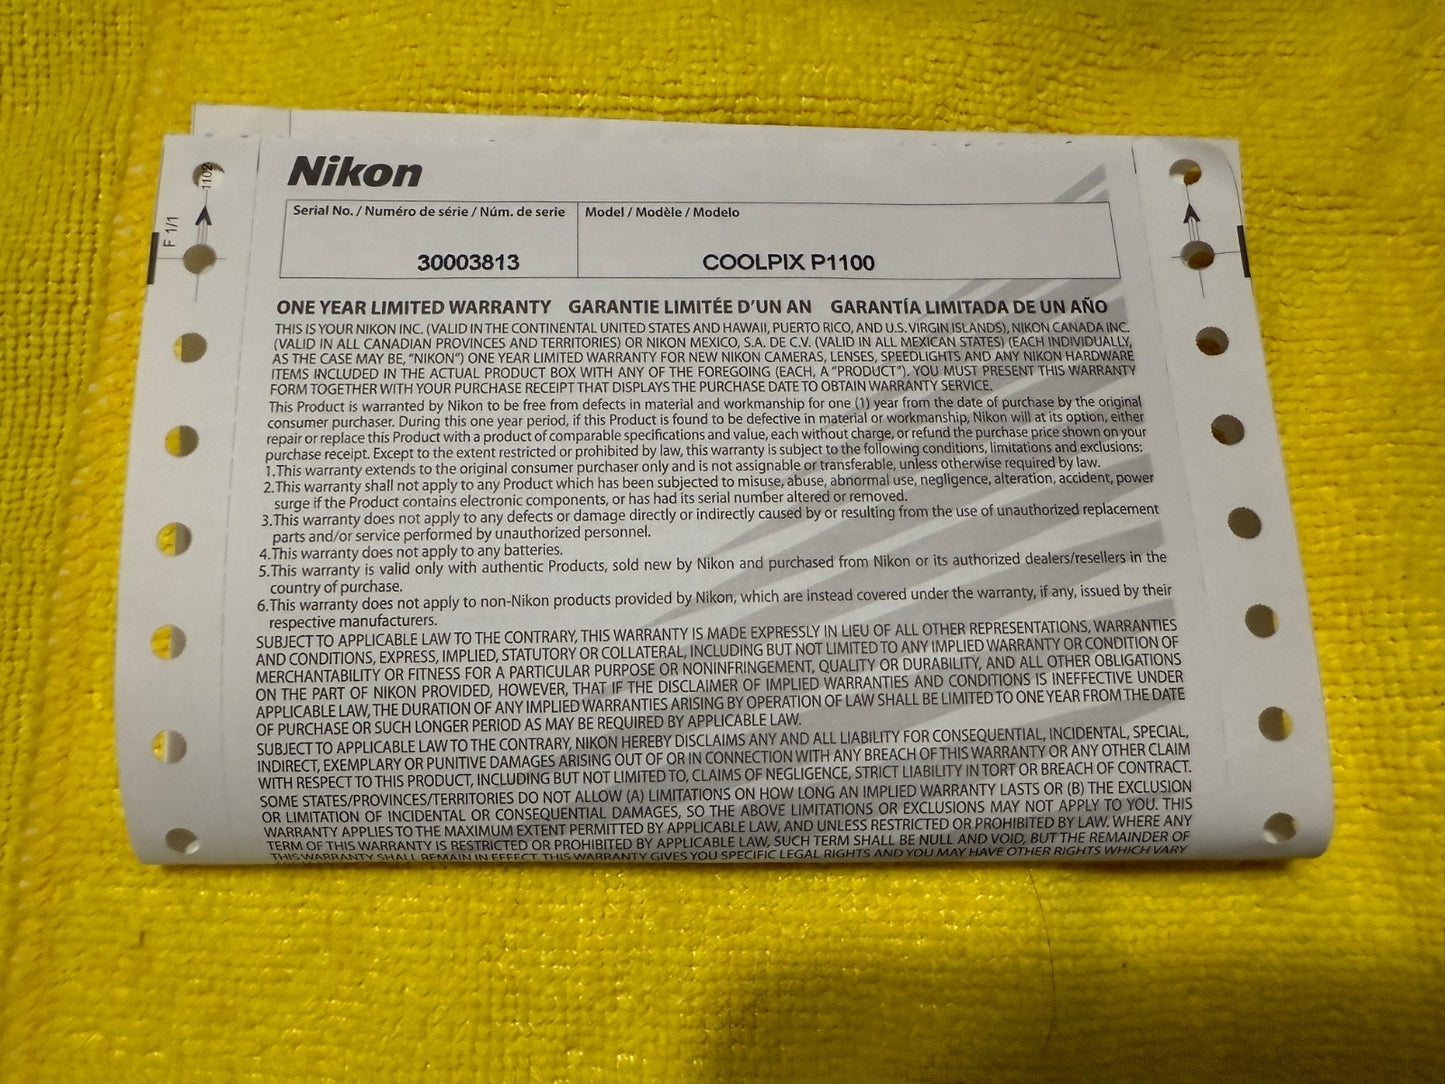 Nikon
1102
F 1/1
Serial No. / Numéro de série / Núm. de serie
Model / Modèle / Modelo
30003813
COOLPIX P1100
ONE YEAR LIMITED WARRANTY GARANTIE LIMITÉE D'UN AN GARANTÍA LIMITADA DE UN AÑO
THIS IS YOUR NIKON INC. (VALID IN THE CONTINENTAL UNITED STATES AND HAWAII, PUERTO RICO, AND U.S. VIRGIN ISLANDS), NIKON CANADA INC.
(VALID IN ALL CANADIAN PROVINCES AND TERRITORIES) OR NIKON MEXICO, S.A. DE C.V. (VALID IN ALL MEXICAN STATES) (EACH INDIVIDUALLY,
AS THE CASE MAY BE, "NIKON") ONE YEAR LIMITED WARRANTY FOR NEW NIKON CAMERAS, LENSES, SPEEDLIGHTS AND ANY NIKON HARDWARE
ITEMS INCLUDED IN THE ACTUAL PRODUCT BOX WITH ANY OF THE FOREGOING (EACH, A "PRODUCT"). YOU MUST PRESENT THIS WARRANTY
FORM TOGETHER WITH YOUR PURCHASE RECEIPT THAT DISPLAYS THE PURCHASE DATE TO OBTAIN WARRANTY SERVICE.
This Product is warranted by Nikon to be free from defects in material and workmanship for one (1) year from the date of purchase by the original
consumer purchaser. During this one year period, if this Product is found to be defective in material or workmanship, Nikon will at its option, either
repair or replace this Product with a product of comparable specifications and value, each without charge, or refund the purchase price shown on your
purchase receipt. Except to the extent restricted or prohibited by law, this warranty is subject to the following conditions, limitations and exclusions:
1.This warranty extends to the original consumer purchaser only and is not assignable or transferable, unless otherwise required by law.
2.This warranty shall not apply to any Product which has been subjected to misuse, abuse, abnormal use, negligence, alteration, accident, power
surge if the Product contains electronic components, or has had its serial number altered or removed.
3.This warranty does not apply to any defects or damage directly or indirectly caused by or resulting from the use of unauthorized replacement
parts and/or service performed by unauthorized personnel.
4.This warranty does not apply to any batteries.
5.This warranty is valid only with authentic Products, sold new by Nikon and purchased from Nikon or its authorized dealers/resellers in the
country of purchase.
6.This warranty does not apply to non-Nikon products provided by Nikon, which are instead covered under the warranty, if any, issued by their
respective manufacturers.
SUBJECT TO APPLICABLE LAW TO THE CONTRARY, THIS WARRANTY IS MADE EXPRESSLY IN LIEU OF ALL OTHER REPRESENTATIONS, WARRANTIES
AND CONDITIONS, EXPRESS, IMPLIED, STATUTORY OR COLLATERAL, INCLUDING BUT NOT LIMITED TO ANY IMPLIED WARRANTY OR CONDITION OF
MERCHANTABILITY OR FITNESS FOR A PARTICULAR PURPOSE OR NONINFRINGEMENT, QUALITY OR DURABILITY, AND ALL OTHER OBLIGATIONS
ON THE PART OF NIKON PROVIDED, HOWEVER, THAT IF THE DISCLAIMER OF IMPLIED WARRANTIES AND CONDITIONS IS INEFFECTIVE UNDER
APPLICABLE LAW, THE DURATION OF ANY IMPLIED WARRANTIES ARISING BY OPERATION OF LAW SHALL BE LIMITED TO ONE YEAR FROM THE DATE
OF PURCHASE OR SUCH LONGER PERIOD AS MAY BE REQUIRED BY APPLICABLE LAW.
SUBJECT TO APPLICABLE LAW TO THE CONTRARY, NIKON HEREBY DISCLAIMS ANY AND ALL LIABILITY FOR CONSEQUENTIAL, INCIDENTAL, SPECIAL,
INDIRECT, EXEMPLARY OR PUNITIVE DAMAGES ARISING OUT OF OR IN CONNECTION WITH ANY BREACH OF THIS WARRANTY OR ANY OTHER CLAIM
WITH RESPECT TO THIS PRODUCT, INCLUDING BUT NOT LIMITED TO, CLAIMS OF NEGLIGENCE, STRICT LIABILITY IN TORT OR BREACH OF CONTRACT.
SOME STATES/PROVINCES/TERRITORIES DO NOT ALLOW (A) LIMITATIONS ON HOW LONG AN IMPLIED WARRANTY LASTS OR (B) THE EXCLUSION
OR LIMITATION OF INCIDENTAL OR CONSEQUENTIAL DAMAGES, SO THE ABOVE LIMITATIONS OR EXCLUSIONS MAY NOT APPLY TO YOU. THIS
WARRANTY APPLIES TO THE MAXIMUM EXTENT PERMITTED BY APPLICABLE LAW, AND UNLESS RESTRICTED OR PROHIBITED BY LAW. WHERE ANY
TERM OF THIS WARRANTY IS RESTRICTED OR PROHIBITED BY APPLICABLE LAW, SUCH TERM SHALL BE NULL AND VOID, BUT THE REMAINDER OF
THIS WARRANTY SHALL REMAIN IN EFFECT. THIS WARRANTY GIVES YOU SPECIFIC LEGAL RIGHTS AND YOU MAY HAVE OTHER RIGHTS WHICH VARY